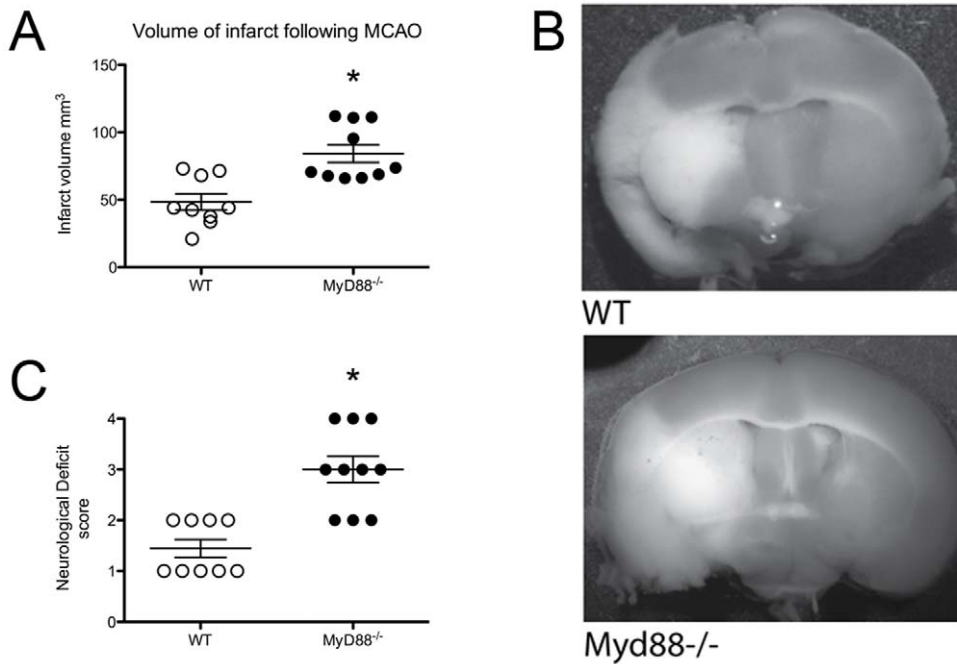 A
Volume of infarct following MCAO
Infarct volume mm³
150
100
50
0
*
WT
MyD88⁻/⁻
B
WT
Myd88-/-
C
Neurological Deficit
score
4
3
2
1
0
*
WT
MyD88⁻/⁻